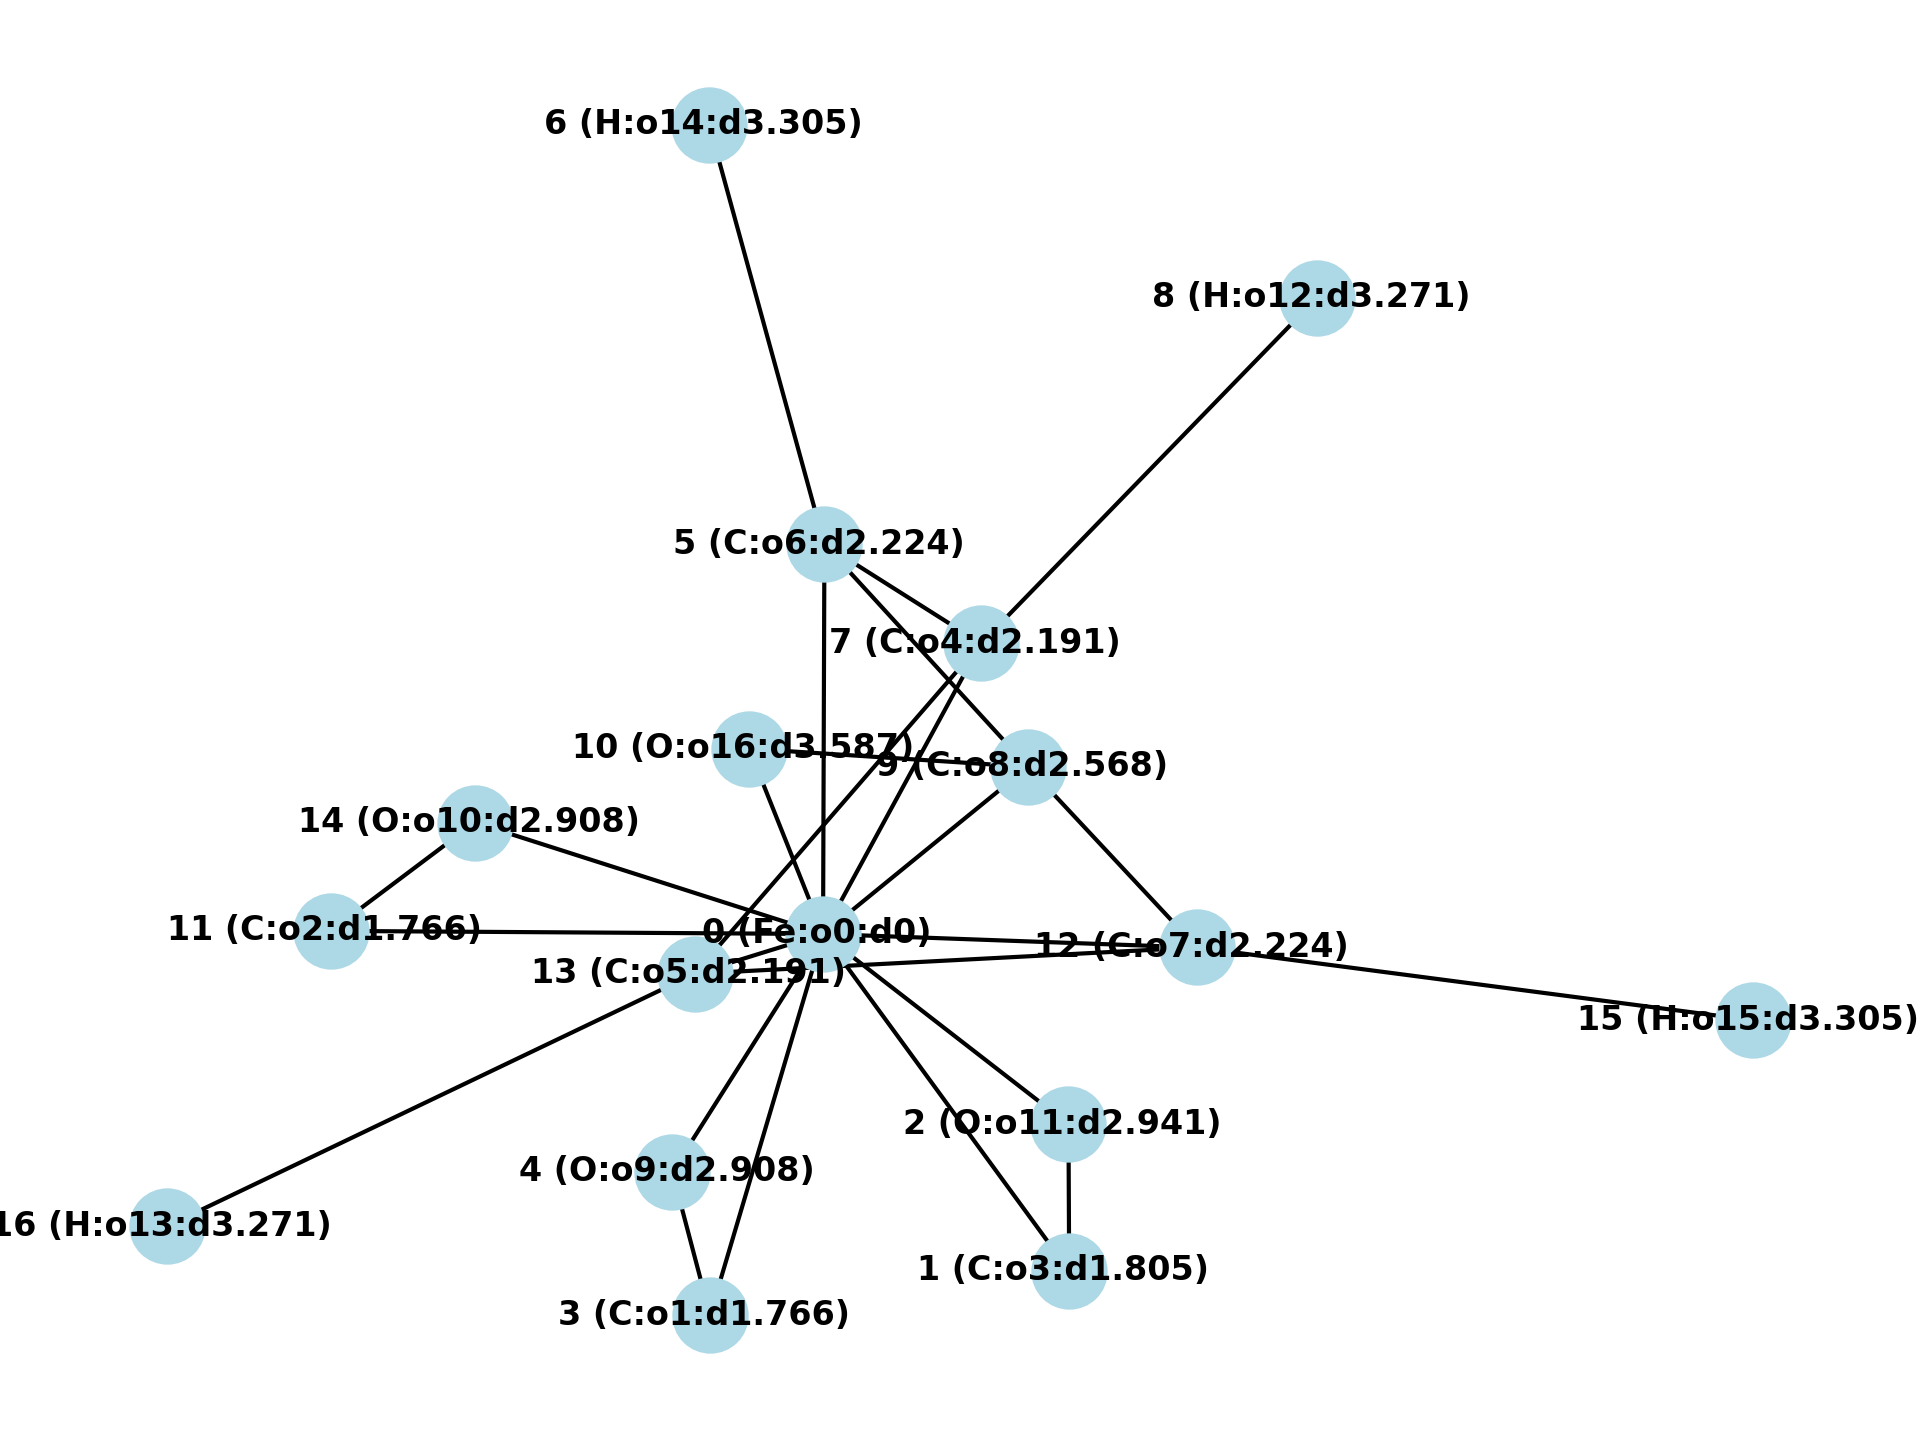 6 (H:o14:d3.305)
8 (H:o12:d3.271)
5 (C:o6:d2.224)
7 (C:o4:d2.191)
10 (O:o16:d3.587)
9 (C:o8:d2.568)
14 (O:o10:d2.908)
11 (C:o2:d1.766)
0 (Fe:o0:d0)
12 (C:o7:d2.224)
13 (C:o5:d2.191)
15 (H:o15:d3.305)
2 (O:o11:d2.941)
4 (O:o9:d2.908)
16 (H:o13:d3.271)
1 (C:o3:d1.805)
3 (C:o1:d1.766)